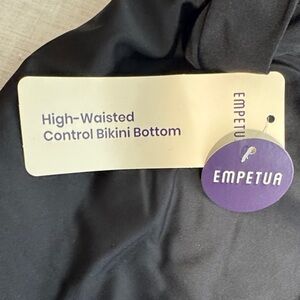 High-Waisted
Control Bikini Bottom
EMPETUA
EMPETUA